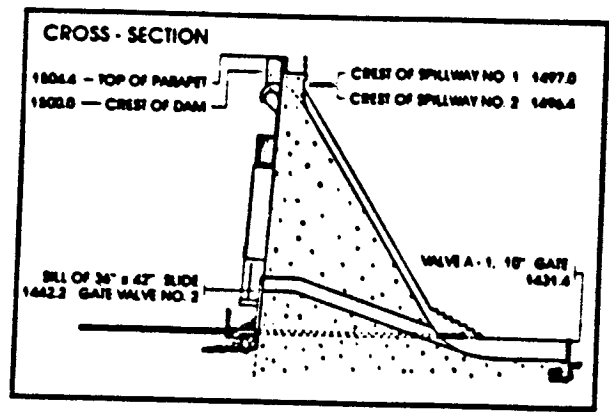 CROSS - SECTION
1504.4 — TOP OF PARAPET
1500.0 — CREST OF DAM
CREST OF SPILLWAY NO. 1 1497.0
CREST OF SPILLWAY NO. 2 1496.4
SILL OF 36" x 42" SLIDE
1442.2 GATE VALVE NO. 2
VALVE A - 1, 10" GATE
1431.4